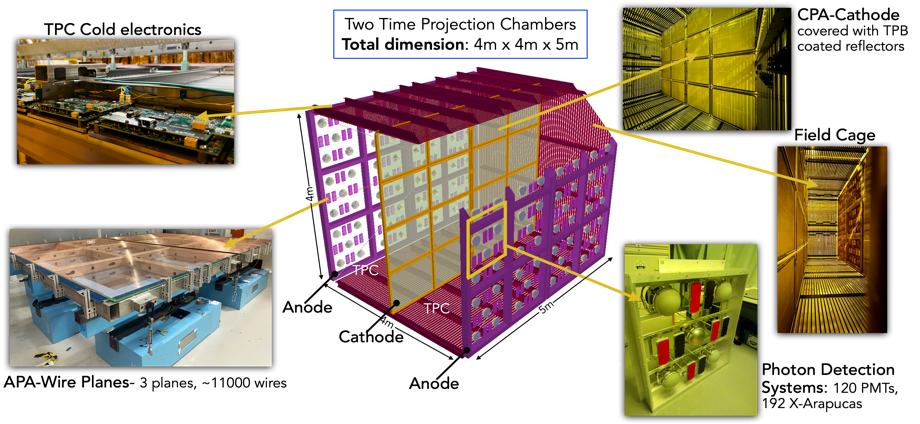 TPC Cold electronics
Two Time Projection Chambers
Total dimension: 4m x 4m x 5m
CPA-Cathode
covered with TPB
coated reflectors
Field Cage
4m
TPC
TPC
Anode
Cathode
4m
5m
Anode
APA-Wire Planes- 3 planes, ~11000 wires
Photon Detection
Systems: 120 PMTs,
192 X-Arapucas